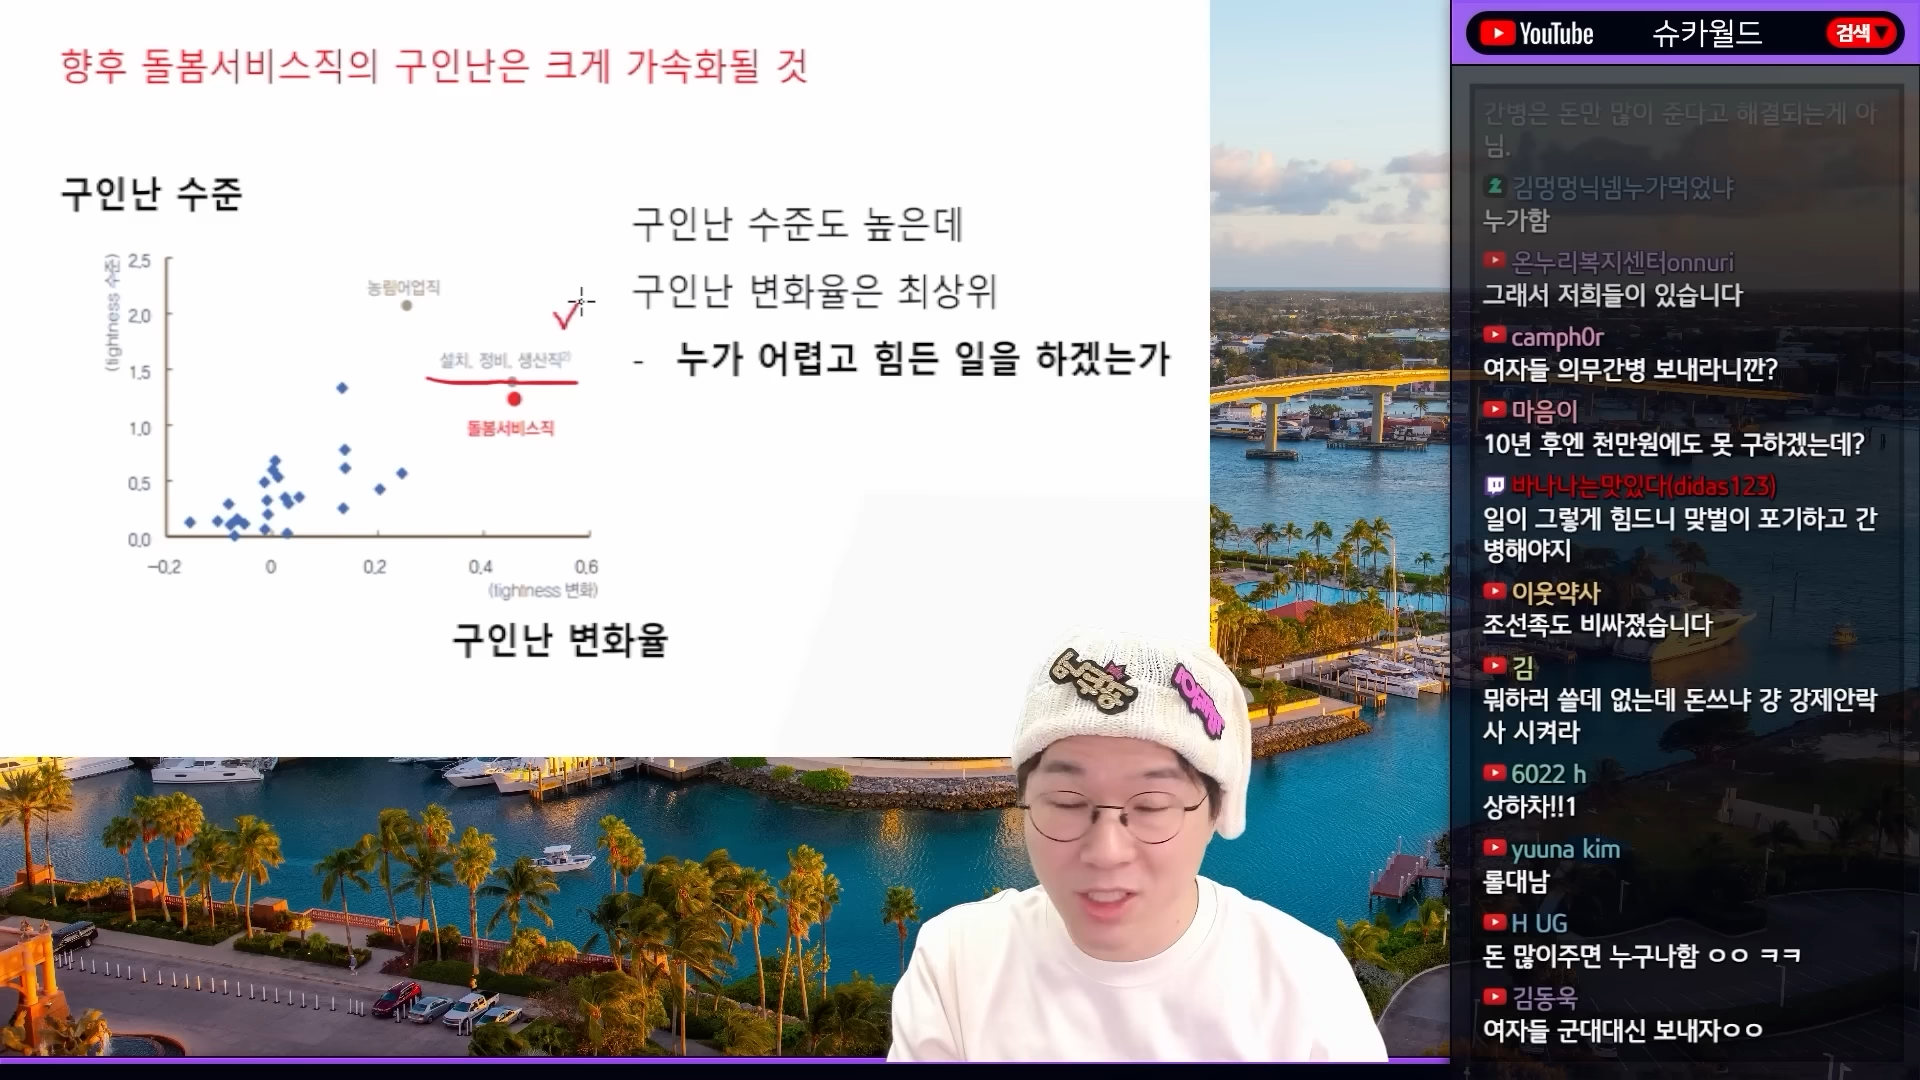 향후 돌봄서비스직의 구인난은 크게 가속화될 것
구인난 수준
(tightness 수준)
2.5
2.0
1.5
1.0
0.5
0.0
-0.2
0
0.2
0.4
0.6
(tightness 변화)
농림어업직
설치, 정비, 생산직2)
돌봄서비스직
구인난 변화율
구인난 수준도 높은데
구인난 변화율은 최상위
- 누가 어렵고 힘든 일을 하겠는가
YouTube
슈카월드
검색
간병은 돈만 많이 준다고 해결되는게 아
님.
김멍멍닉넴누가먹었냐
누가함
온누리복지센터onnuri
그래서 저희들이 있습니다
camph0r
여자들 의무간병 보내라니깐?
마음이
10년 후엔 천만원에도 못 구하겠는데?
바나나는맛있다(didas123)
일이 그렇게 힘드니 맞벌이 포기하고 간
병해야지
이웃약사
조선족도 비싸졌습니다
김
뭐하러 쓸데 없는데 돈쓰냐 걍 강제안락
사 시켜라
6022 h
상하차!!1
yuuna kim
롤대남
H UG
돈 많이주면 누구나함 ㅇㅇ ㅋㅋ
김동욱
여자들 군대대신 보내자ㅇㅇ